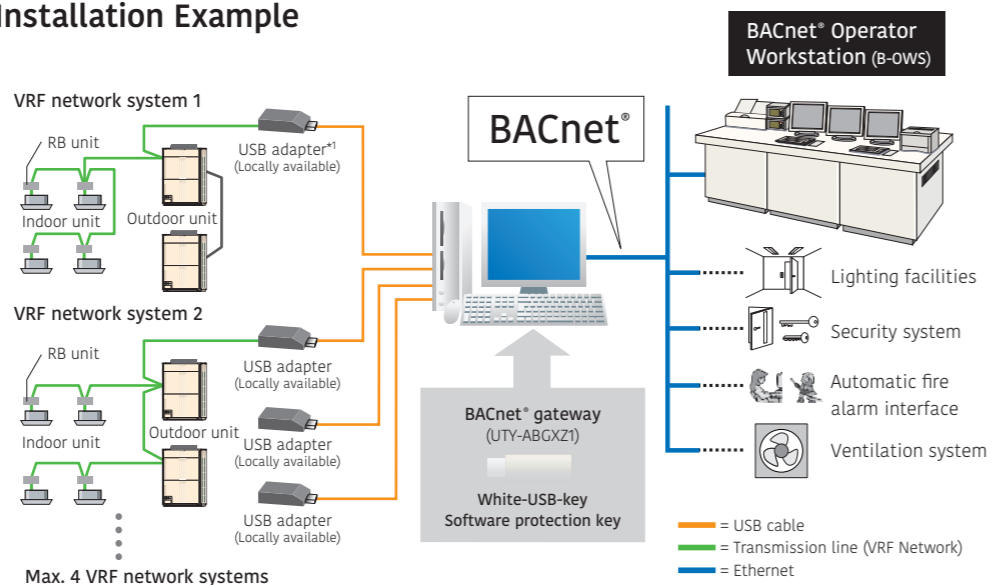 Installation Example
BACnet® Operator
Workstation (B-OWS)
VRF network system 1
RB unit
USB adapter*1
(Locally available)
Indoor unit
Outdoor unit
BACnet®
VRF network system 2
RB unit
USB adapter
(Locally available)
Indoor unit
Outdoor unit
USB adapter
(Locally available)
USB adapter
(Locally available)
Max. 4 VRF network systems
BACnet® gateway
(UTY-ABGXZ1)
White-USB-key
Software protection key
Lighting facilities
Security system
Automatic fire
alarm interface
Ventilation system
= USB cable
= Transmission line (VRF Network)
= Ethernet